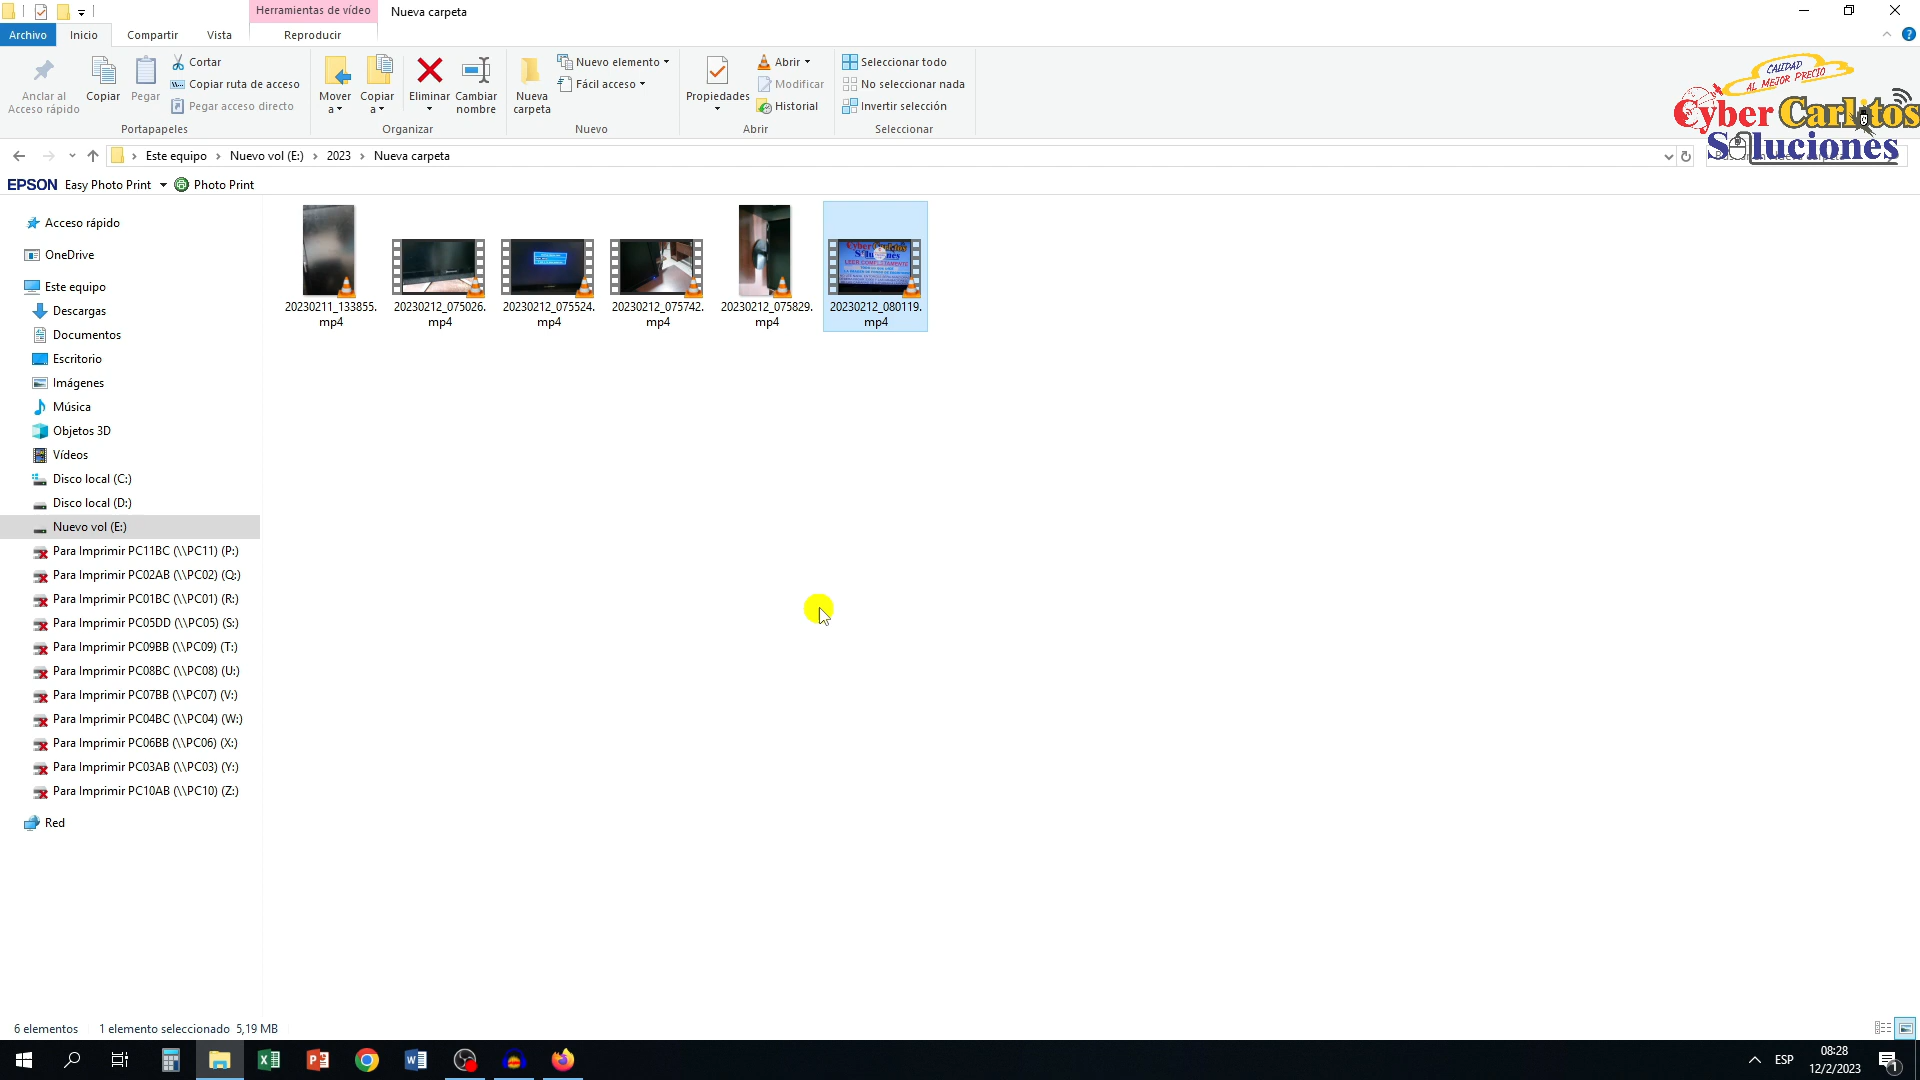 Herramientas de vídeo
Nueva carpeta
Archivo
Inicio
Compartir
Vista
Reproducir
Anclar al
Acceso rápido
Copiar
Pegar
Cortar
Copiar ruta de acceso
Pegar acceso directo
Portapapeles
Mover
a
Copiar
a
Eliminar
Cambiar
nombre
Organizar
Nueva
carpeta
Nuevo elemento
Fácil acceso
Nuevo
Propiedades
Abrir
Modificar
Historial
Abrir
Seleccionar todo
No seleccionar nada
Invertir selección
Seleccionar
CALIDAD
AL MEJOR PRECIO
Cyber Carlitos
Soluciones
Este equipo > Nuevo vol (E:) > 2023 > Nueva carpeta
EPSON Easy Photo Print Photo Print
Acceso rápido
OneDrive
Este equipo
Descargas
Documentos
Escritorio
Imágenes
Música
Objetos 3D
Vídeos
Disco local (C:)
Disco local (D:)
Nuevo vol (E:)
Para Imprimir PC11BC (\\PC11) (P:)
Para Imprimir PC02AB (\\PC02) (Q:)
Para Imprimir PC01BC (\\PC01) (R:)
Para Imprimir PC05DD (\\PC05) (S:)
Para Imprimir PC09BB (\\PC09) (T:)
Para Imprimir PC08BC (\\PC08) (U:)
Para Imprimir PC07BB (\\PC07) (V:)
Para Imprimir PC04BC (\\PC04) (W:)
Para Imprimir PC06BB (\\PC06) (X:)
Para Imprimir PC03AB (\\PC03) (Y:)
Para Imprimir PC10AB (\\PC10) (Z:)
Red
20230211_133855.
mp4
20230212_075026.
mp4
20230212_075524.
mp4
20230212_075742.
mp4
20230212_075829.
mp4
Cyber Carlitos
Soluciones
LEER COMPLETAMENTE
20230212_080119.
mp4
6 elementos
1 elemento seleccionado 5,19 MB
ESP
08:28
12/2/2023
1